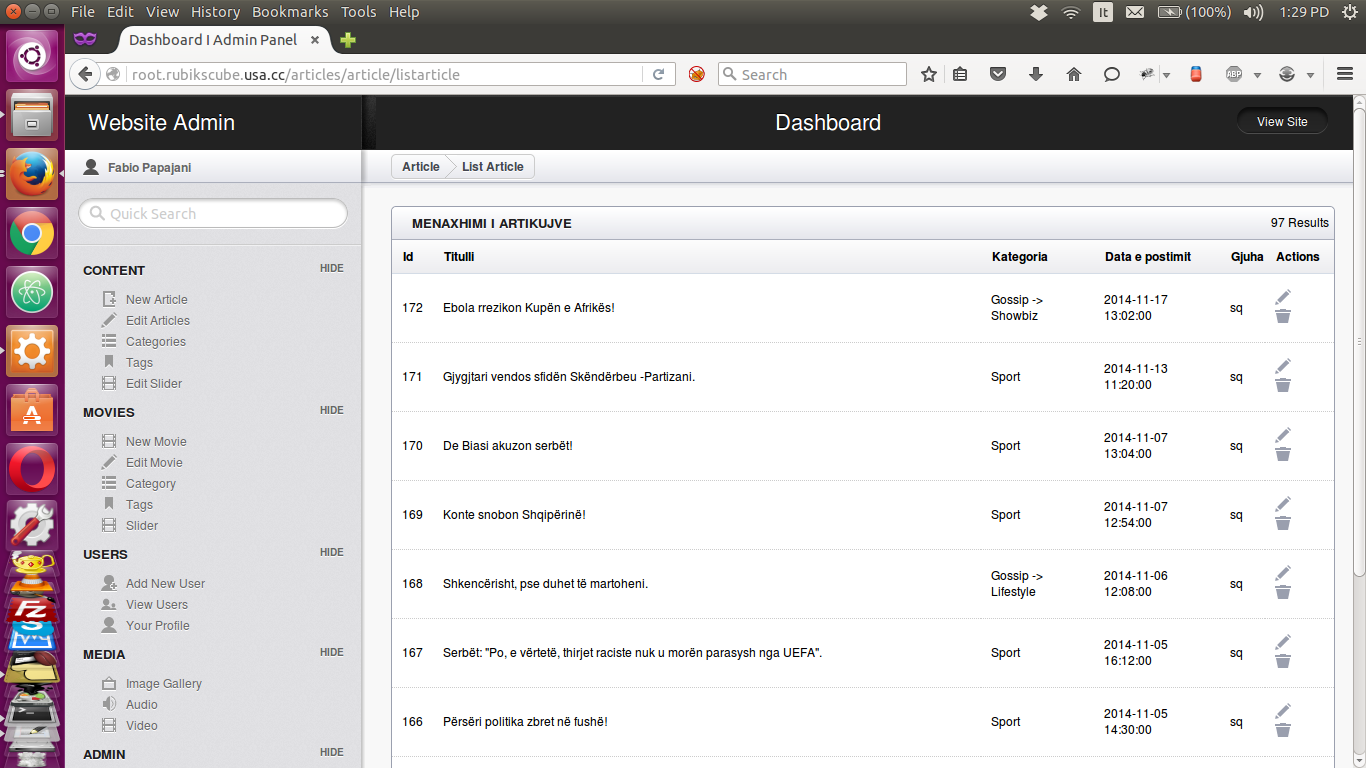 File Edit View History Bookmarks Tools Help
It (100%) 1:29 PD
Dashboard I Admin Panel
root.rubikscube.usa.cc/articles/article/listarticle
Search
ABP
Website Admin
Dashboard
View Site
Fabio Papajani
Article List Article
Quick Search
CONTENT HIDE
New Article
Edit Articles
Categories
Tags
Edit Slider
MOVIES HIDE
New Movie
Edit Movie
Category
Tags
Slider
USERS HIDE
Add New User
View Users
Your Profile
MEDIA HIDE
Image Gallery
Audio
Video
ADMIN HIDE
MENAXHIMI I ARTIKUJVE 97 Results
Id Titulli Kategoria Data e postimit Gjuha Actions
172 Ebola rrezikon Kupën e Afrikës! Gossip -> 2014-11-17 sq
Showbiz 13:02:00
171 Gjygjtari vendos sfidën Skëndërbeu -Partizani. Sport 2014-11-13 sq
11:20:00
170 De Biasi akuzon serbët! Sport 2014-11-07 sq
13:04:00
169 Konte snobon Shqipërinë! Sport 2014-11-07 sq
12:54:00
168 Shkencërisht, pse duhet të martoheni. Gossip -> 2014-11-06 sq
Lifestyle 12:08:00
167 Serbët: "Po, e vërtetë, thirjet raciste nuk u morën parasysh nga UEFA". Sport 2014-11-05 sq
16:12:00
166 Përsëri politika zbret në fushë! Sport 2014-11-05 sq
14:30:00